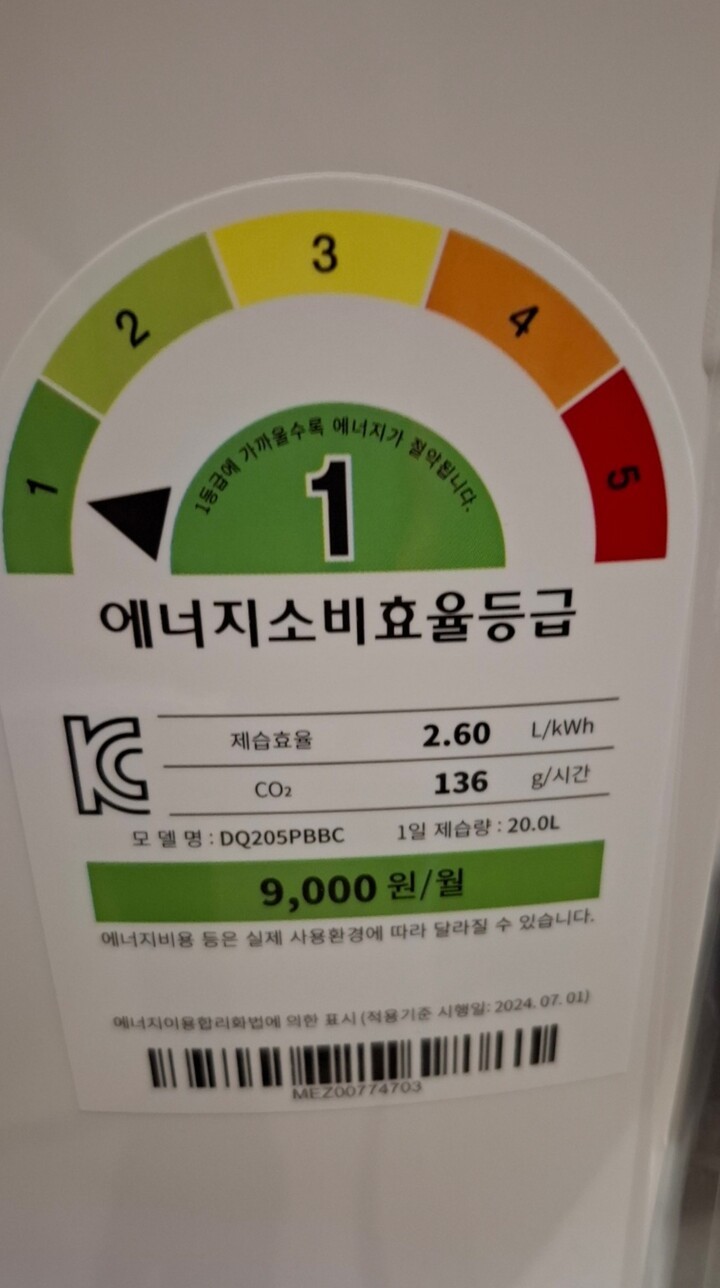 3
2
4
1
5
1등급에 가까울수록 에너지가 절약됩니다.
1
에너지소비효율등급
제습효율 2.60 L/kWh
CO₂ 136 g/시간
모 델 명 : DQ205PBBC 1일 제습량 : 20.0L
9,000 원/월
에너지비용 등은 실제 사용환경에 따라 달라질 수 있습니다.
에너지이용합리화법에 의한 표시 (적용기준 시행일: 2024. 07. 01)
MEZ00774703